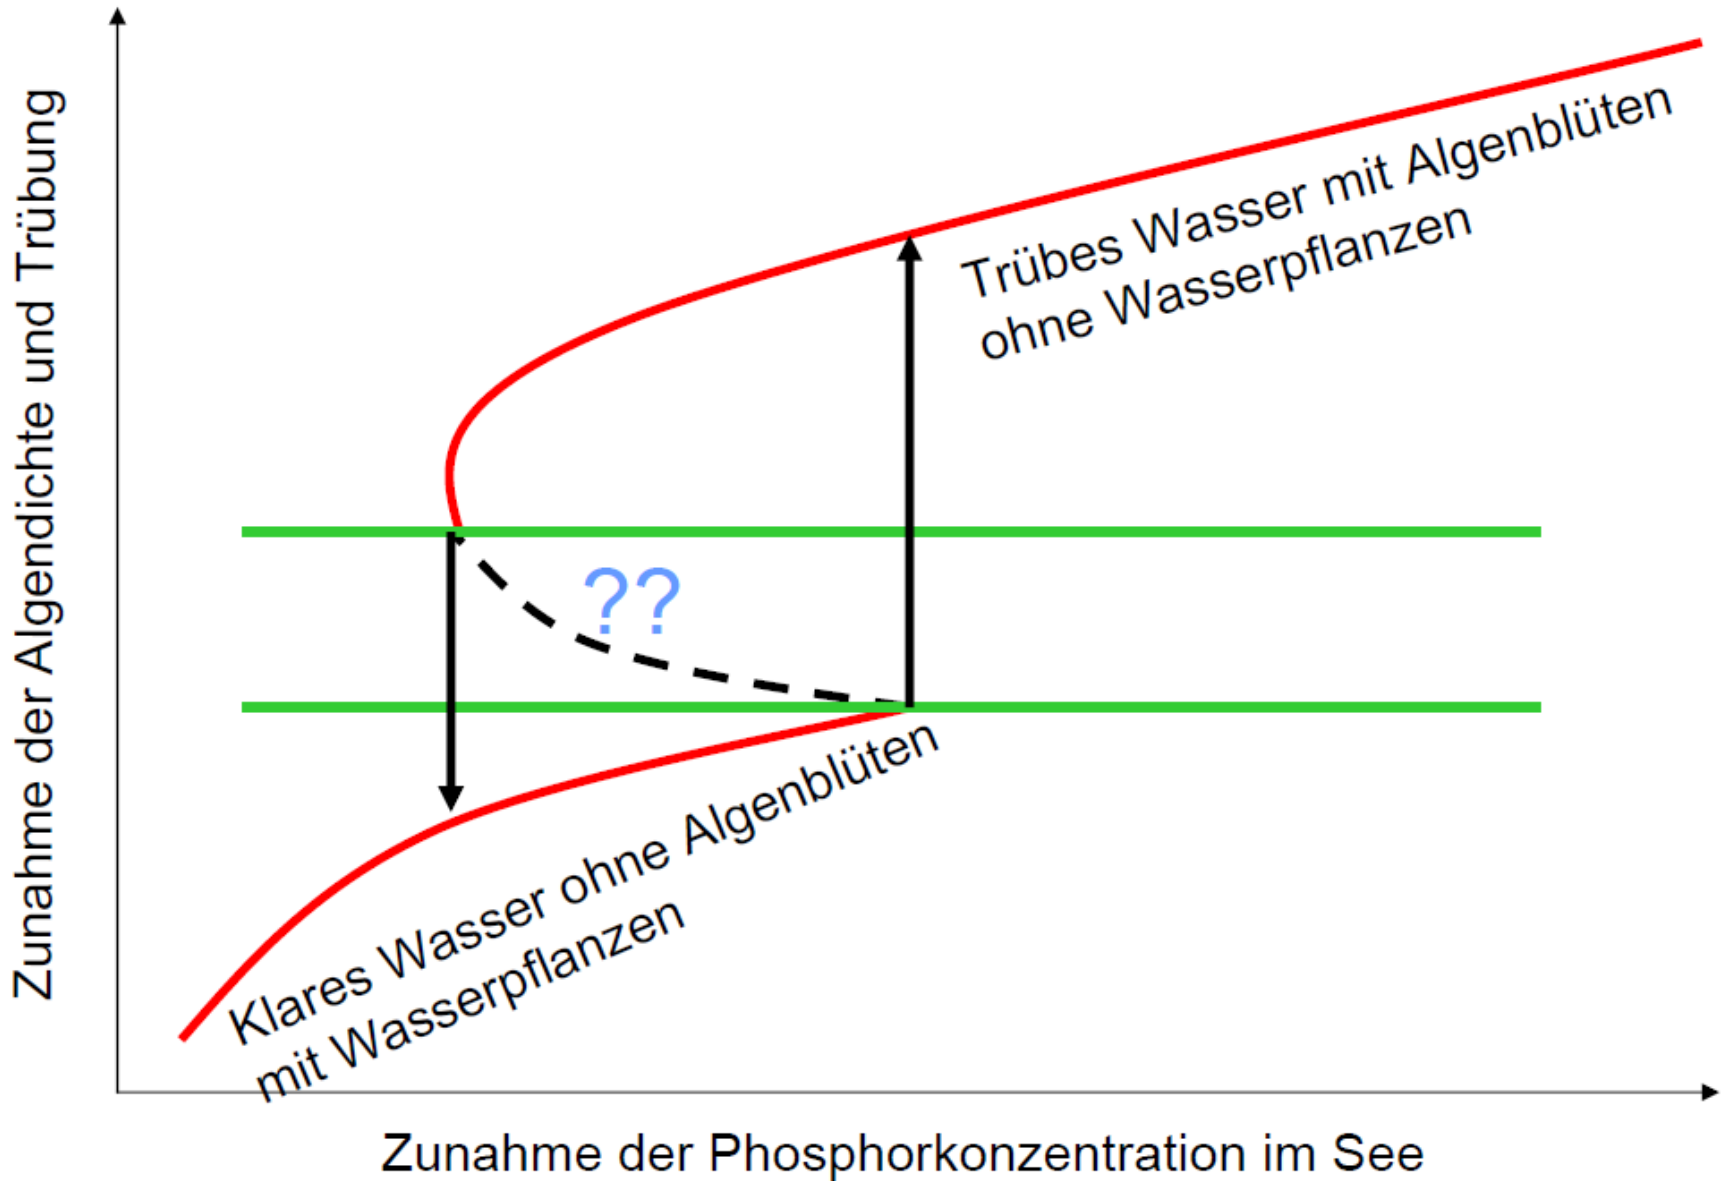 Zunahme der Algendichte und Trübung
Trübes Wasser mit Algenblüten
ohne Wasserpflanzen
??
Klares Wasser ohne Algenblüten
mit Wasserpflanzen
Zunahme der Phosphorkonzentration im See